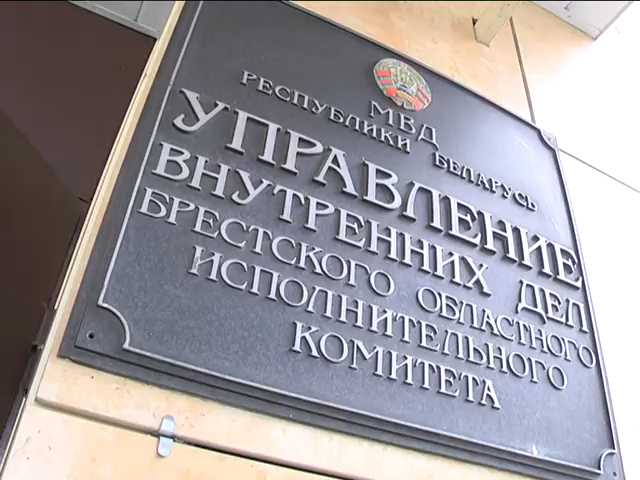 МВД
РЕСПУБЛИКИ БЕЛАРУСЬ
УПРАВЛЕНИЕ
ВНУТРЕННИХ ДЕЛ
БРЕСТСКОГО ОБЛАСТНОГО
ИСПОЛНИТЕЛЬНОГО
КОМИТЕТА